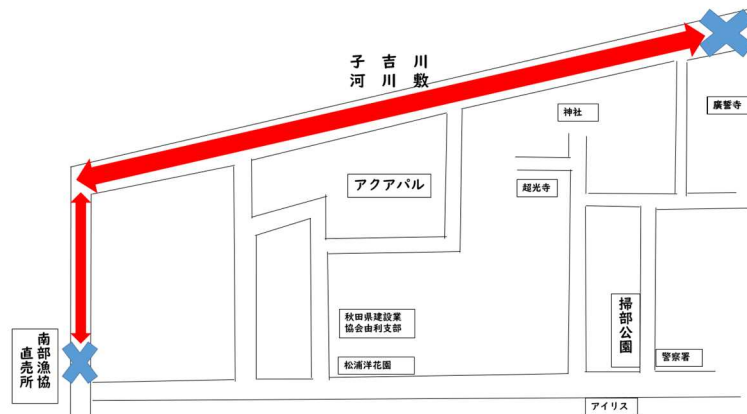 子吉川
河川敷
廣誓寺
神社
アクアパル
超光寺
秋田県建設業
協会由利支部
掃部公園
南部漁協
直売所
松浦洋花園
警察署
アイリス